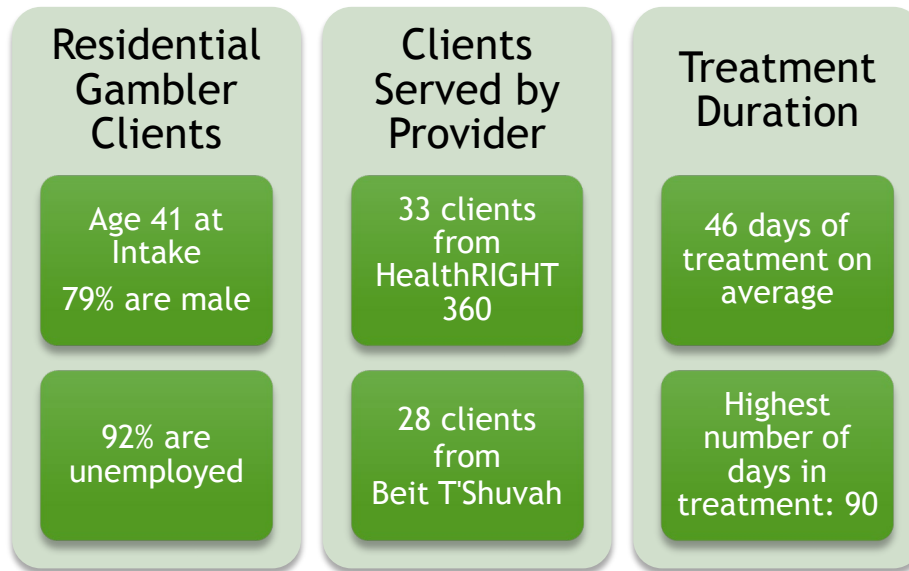 Residential
Gambler
Clients
Age 41 at
Intake
79% are male
92% are
unemployed
Clients
Served by
Provider
33 clients
from
HealthRIGHT
360
28 clients
from
Beit T'Shuvah
Treatment
Duration
46 days of
treatment on
average
Highest
number of
days in
treatment: 90